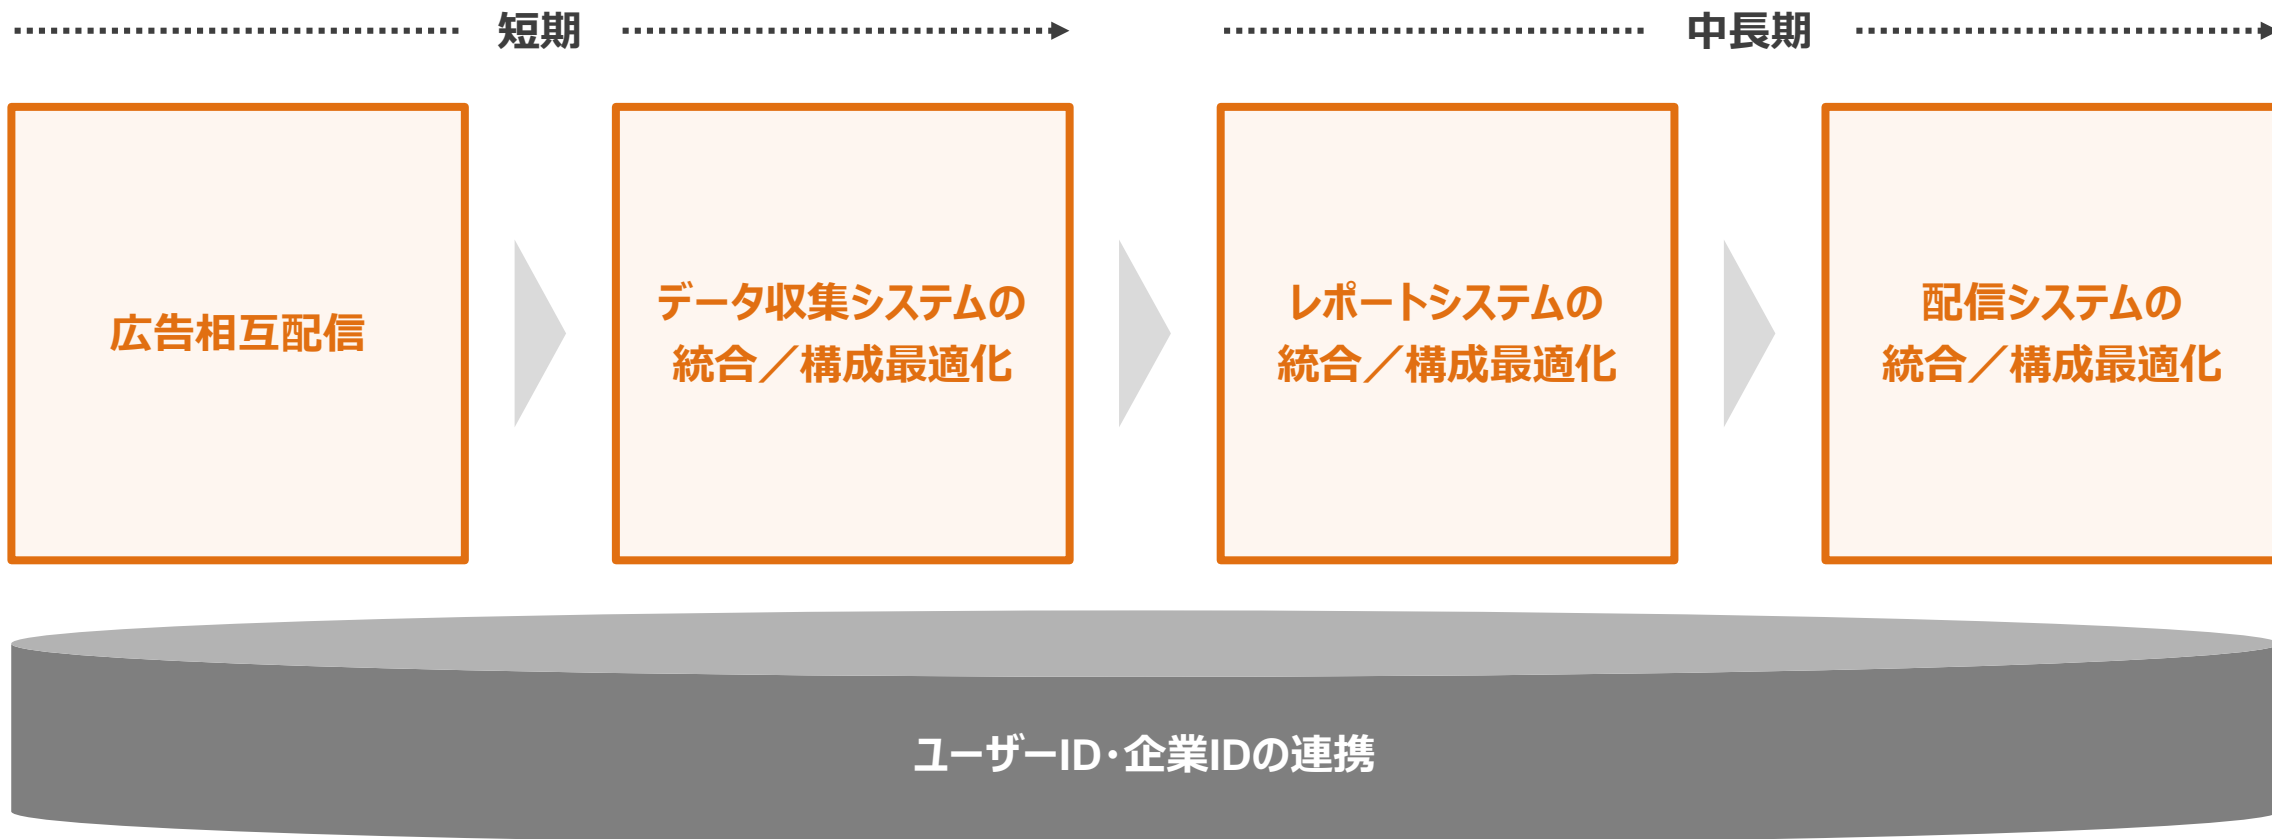 短期
中長期
広告相互配信
データ収集システムの
統合／構成最適化
レポートシステムの
統合／構成最適化
配信システムの
統合／構成最適化
ユーザーID・企業IDの連携